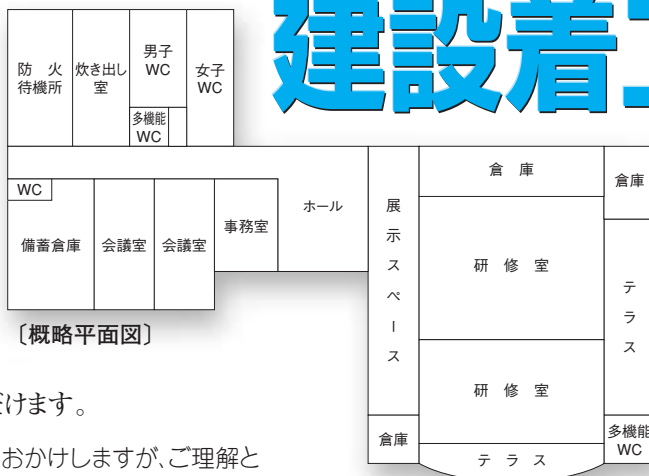 建設着工
防 火
待機所
炊き出し
室
男子
WC
女子
WC
多機能
WC
WC
備蓄倉庫
会議室
会議室
事務室
ホール
展示スペース
倉 庫
倉庫
研 修 室
テラス
研 修 室
倉庫
多機能
WC
テ ラ ス
〔概略平面図〕
けます。
おかけしますが、ご理解と